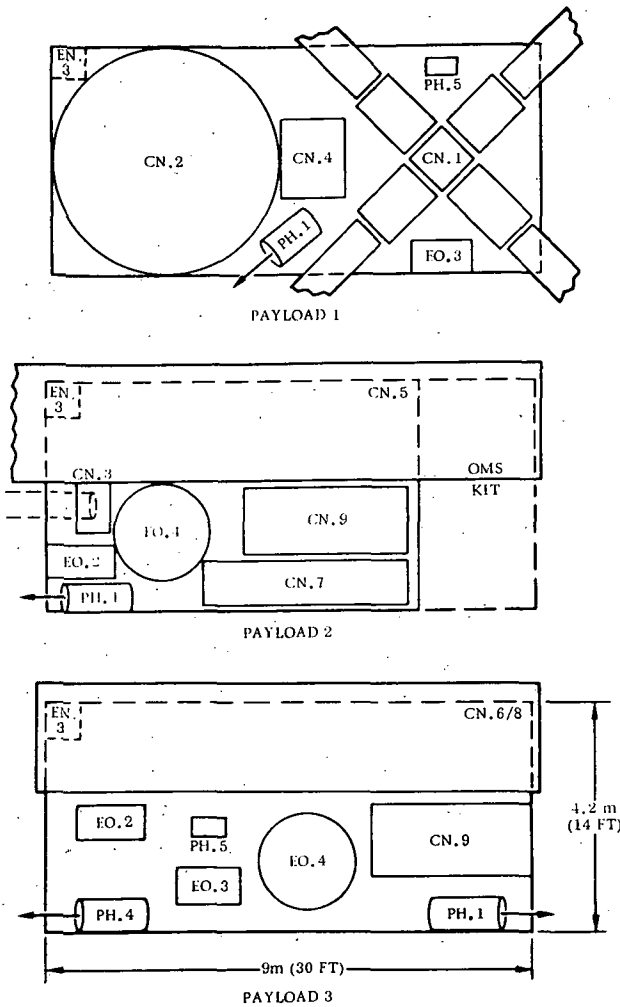 EN.
3
PH.5
CN.2
CN.4
CN.1
PH.1
EO.3
PAYLOAD 1
EN.
3
CN.5
OMS
KIT
CN.3
EO.4
CN.9
EO.2
CN.7
PH.1
PAYLOAD 2
EN.
3
CN.6/8
4.2 m
(14 FT)
EO.2
PH.5
EO.4
CN.9
EO.3
PH.4
PH.1
9m (30 FT)
PAYLOAD 3